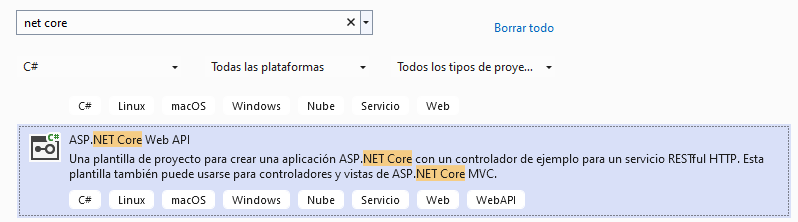 net core
Borrar todo
C# Todas las plataformas Todos los tipos de proye...
C# Linux macOS Windows Nube Servicio Web
C#
ASP.NET Core Web API
Una plantilla de proyecto para crear una aplicación ASP.NET Core con un controlador de ejemplo para un servicio RESTful HTTP. Esta
plantilla también puede usarse para controladores y vistas de ASP.NET Core MVC.
C# Linux macOS Windows Nube Servicio Web WebAPI